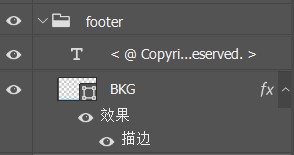 footer
T < @ Copyri...eserved. >
BKG fx
效果
描边